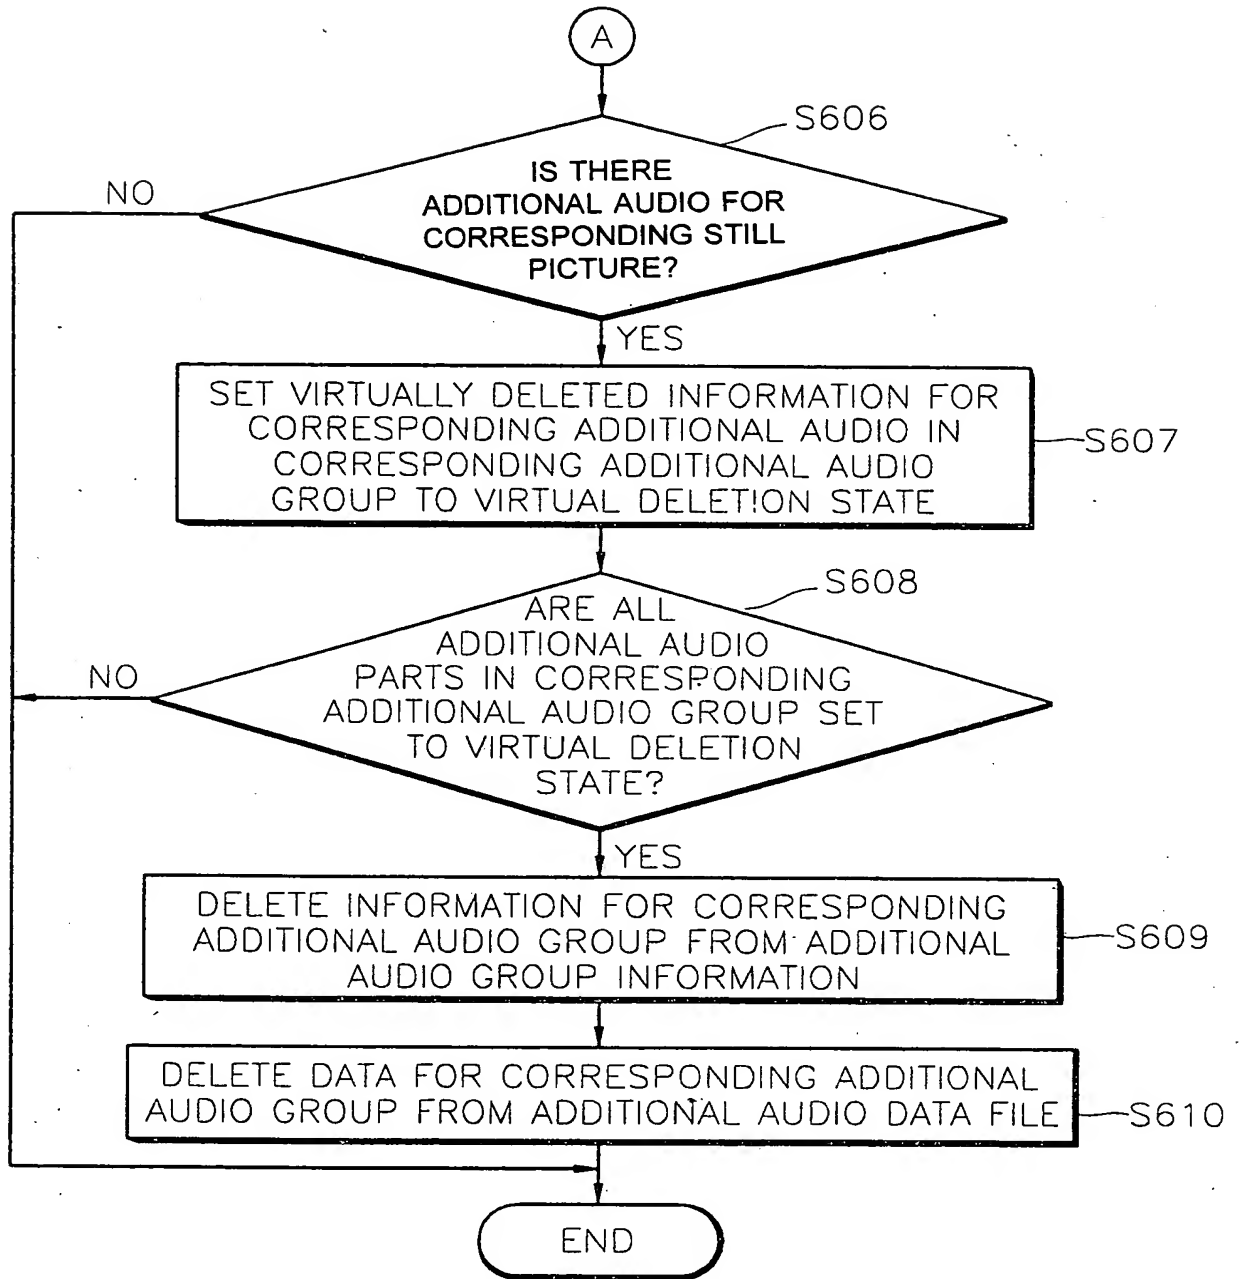 A
S606
IS THERE
ADDITIONAL AUDIO FOR
CORRESPONDING STILL
PICTURE?
NO
YES
SET VIRTUALLY DELETED INFORMATION FOR
CORRESPONDING ADDITIONAL AUDIO IN
CORRESPONDING ADDITIONAL AUDIO
GROUP TO VIRTUAL DELETION STATE
S607
S608
ARE ALL
ADDITIONAL AUDIO
PARTS IN CORRESPONDING
ADDITIONAL AUDIO GROUP SET
TO VIRTUAL DELETION
STATE?
NO
YES
DELETE INFORMATION FOR CORRESPONDING
ADDITIONAL AUDIO GROUP FROM ADDITIONAL
AUDIO GROUP INFORMATION
S609
DELETE DATA FOR CORRESPONDING ADDITIONAL
AUDIO GROUP FROM ADDITIONAL AUDIO DATA FILE
S610
END